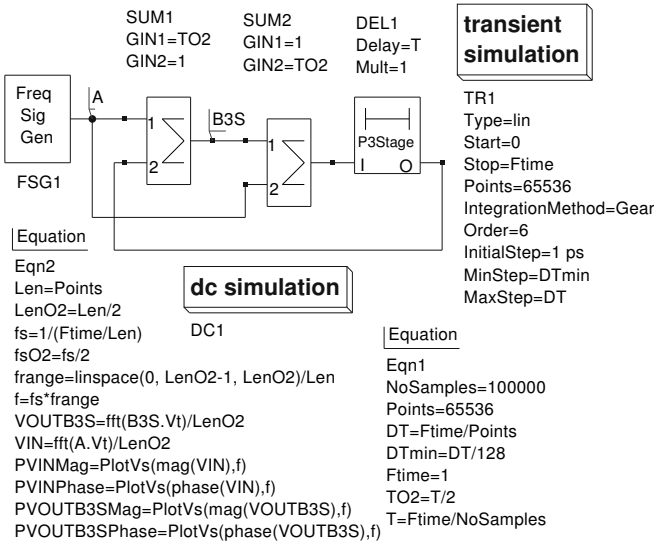 SUM1
GIN1=TO2
GIN2=1
SUM2
GIN1=1
GIN2=TO2
DEL1
Delay=T
Mult=1
transient
simulation
Freq
Sig
Gen
FSG1
A
1
2
B3S
1
2
P3Stage
I
O
TR1
Type=lin
Start=0
Stop=Ftime
Points=65536
IntegrationMethod=Gear
Order=6
InitialStep=1 ps
MinStep=DTmin
MaxStep=DT
Equation
Eqn2
Len=Points
LenO2=Len/2
fs=1/(Ftime/Len)
fsO2=fs/2
frange=linspace(0, LenO2-1, LenO2)/Len
f=fs*frange
VOUTB3S=fft(B3S.Vt)/LenO2
VIN=fft(A.Vt)/LenO2
PVINMag=PlotVs(mag(VIN),f)
PVINPhase=PlotVs(phase(VIN),f)
PVOUTB3SMag=PlotVs(mag(VOUTB3S),f)
PVOUTB3SPhase=PlotVs(phase(VOUTB3S),f)
dc simulation
DC1
Equation
Eqn1
NoSamples=100000
Points=65536
DT=Ftime/Points
DTmin=DT/128
Ftime=1
TO2=T/2
T=Ftime/NoSamples